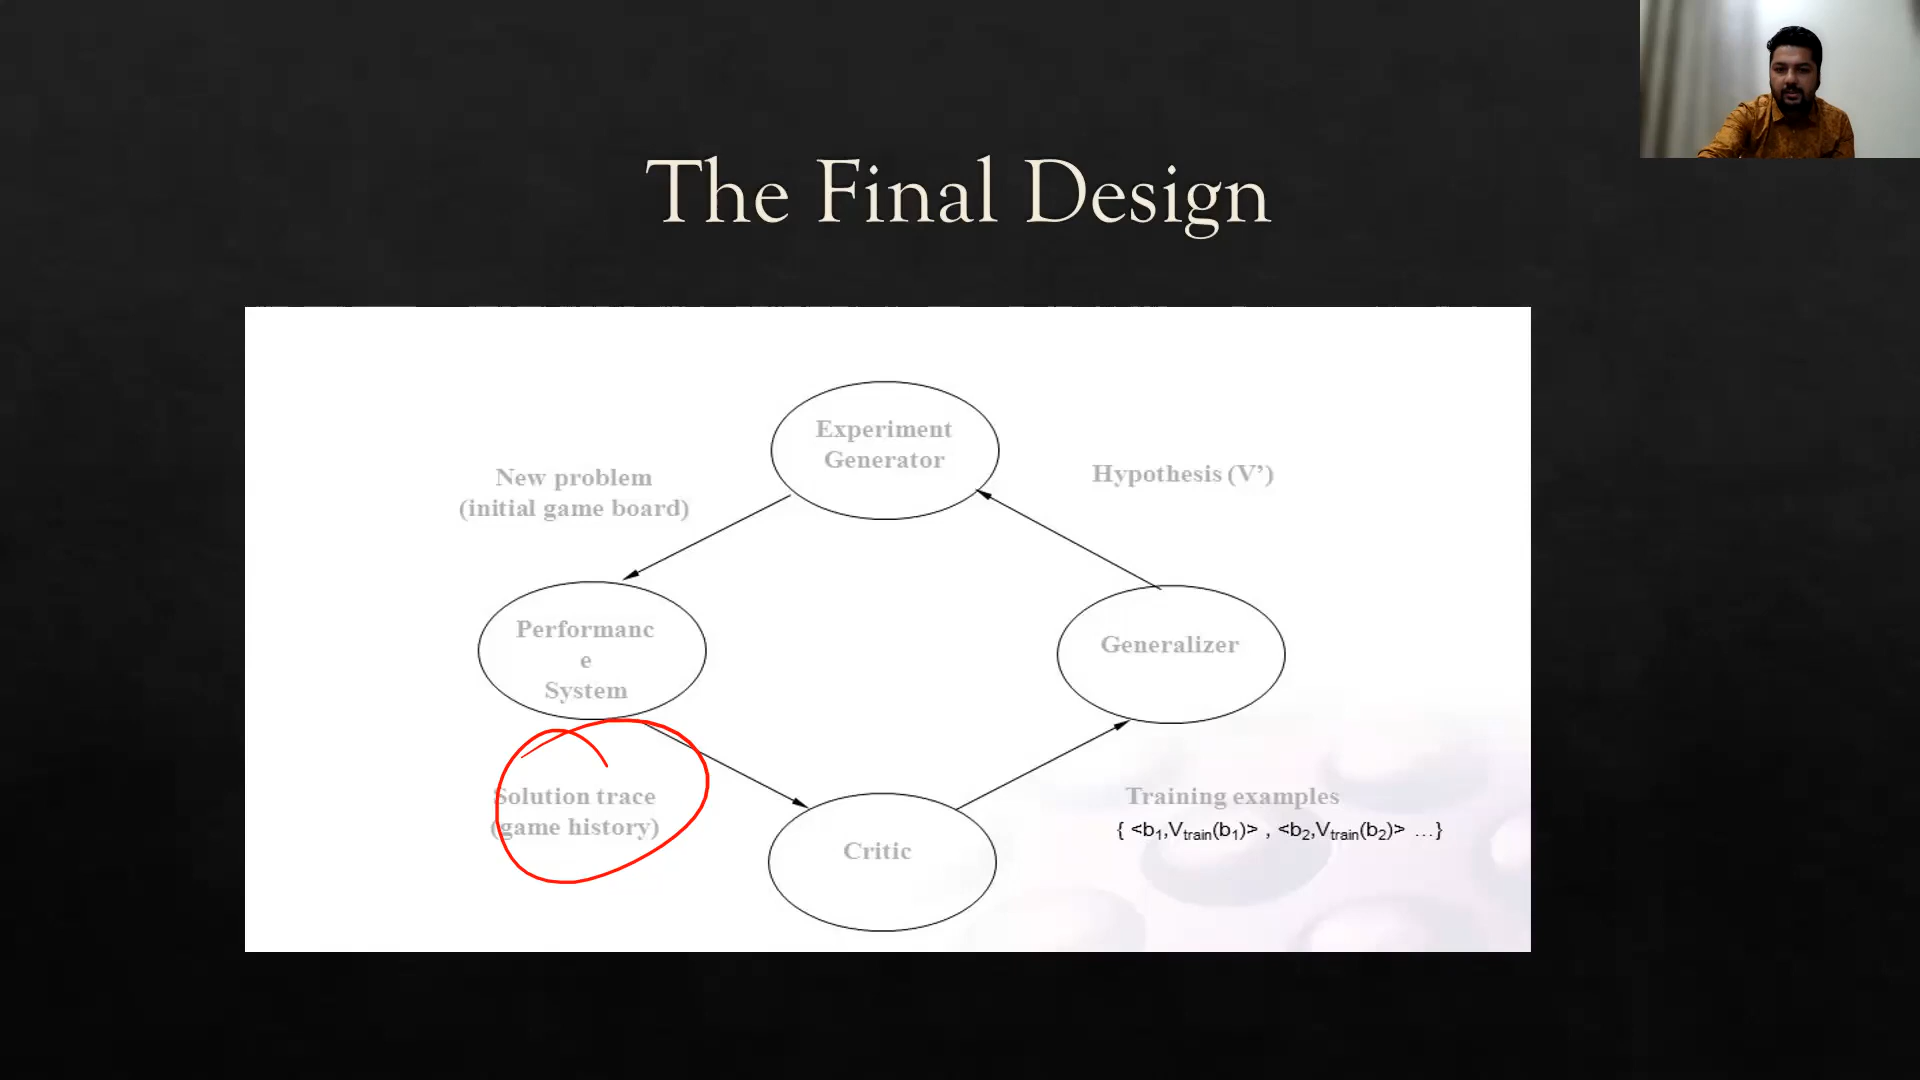 The Final Design
Experiment
Generator
New problem
(initial game board)
Hypothesis (V’)
Performanc
e
System
Generalizer
Solution trace
(game history)
Critic
Training examples
{ <b₁,Vtrain(b₁)> , <b₂,Vtrain(b₂)> …}